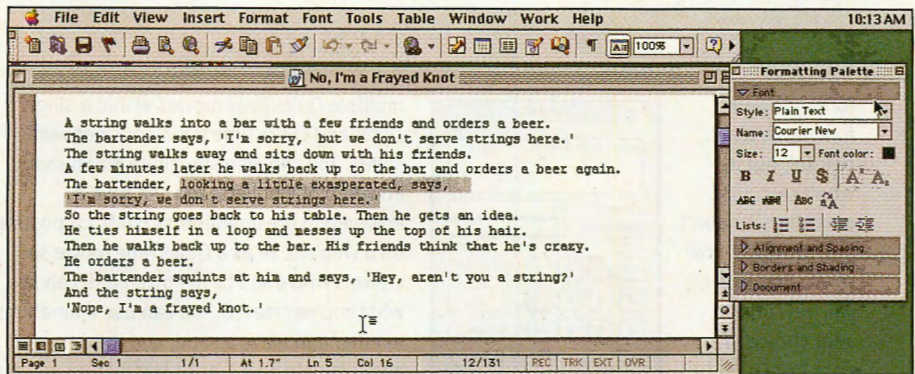 File Edit View Insert Format Font Tools Table Window Work Help 10:13 AM
¶ 100%
No, I'm a Frayed Knot
A string walks into a bar with a few friends and orders a beer.
The bartender says, 'I'm sorry,  but we don't serve strings here.'
The string walks away and sits down with his friends.
A few minutes later he walks back up to the bar and orders a beer again.
The bartender, looking a little exasperated, says,
'I'm sorry, we don't serve strings here.'
So the string goes back to his table. Then he gets an idea.
He ties himself in a loop and messes up the top of his hair.
Then he walks back up to the bar. His friends think that he's crazy.
He orders a beer.
The bartender squints at him and says, 'Hey, aren't you a string?'
And the string says,
'Nope, I'm a frayed knot.'
Page 1 Sec 1 1/1 At 1.7" Ln 5 Col 16 12/131 REC TRK EXT OVR
Formatting Palette
Font
Style: Plain Text
Name: Courier New
Size: 12 Font color:
B I U S A² A₂
ABC ABC Abc aA
Lists:
Alignment and Spacing
Borders and Shading
Document